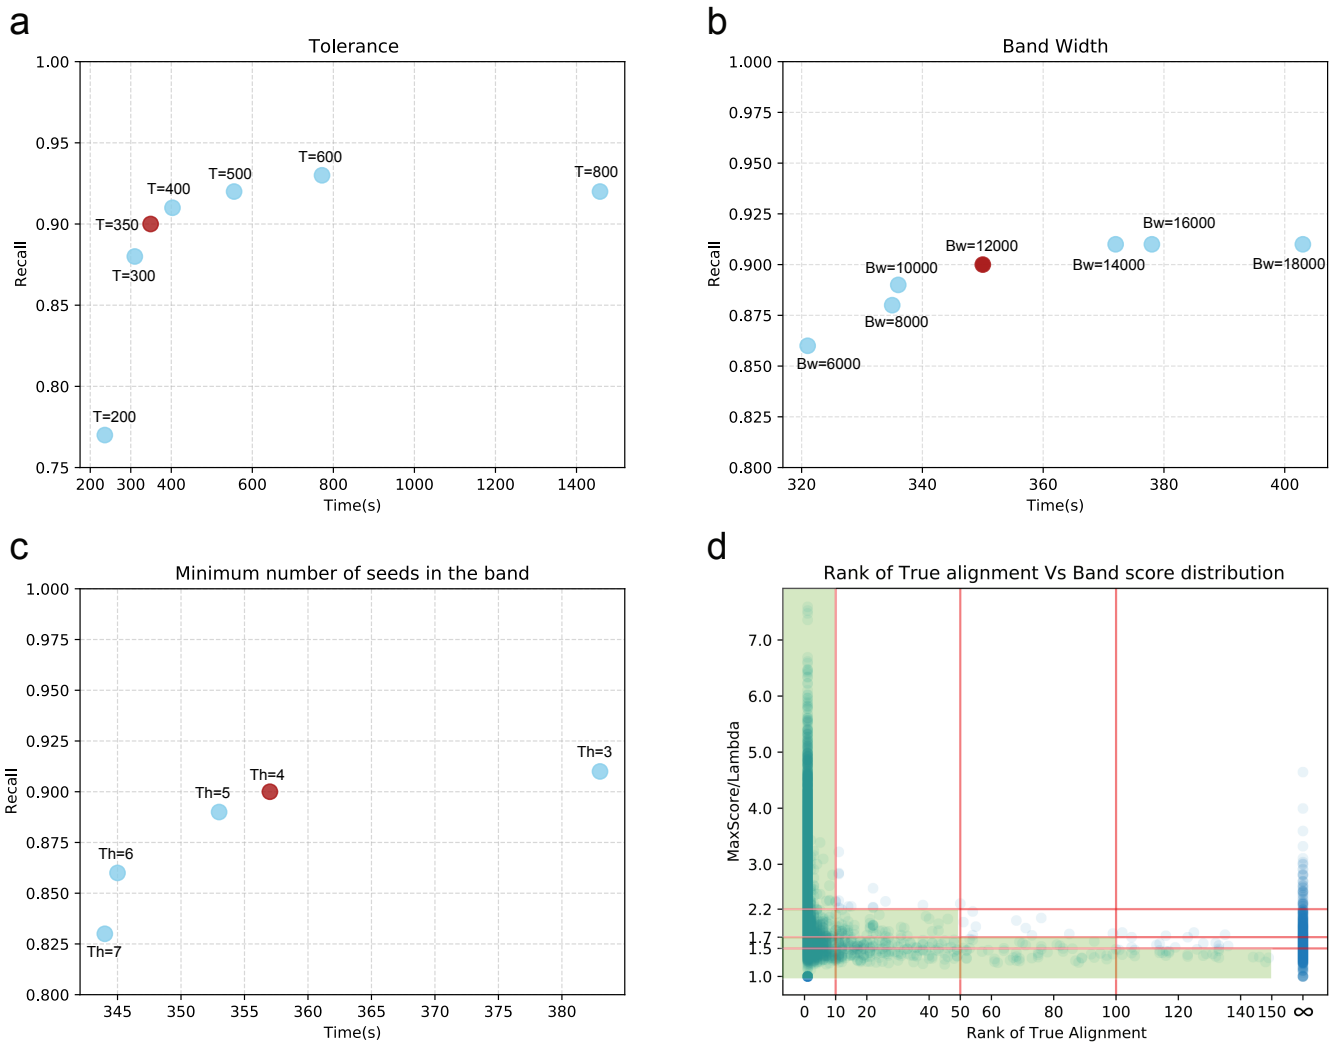 a
Tolerance
1.00
0.95
0.90
0.85
0.80
0.75
Recall
T=200
T=300
T=350
T=400
T=500
T=600
T=800
200 300 400 600 800 1000 1200 1400
Time(s)
b
Band Width
1.000
0.975
0.950
0.925
0.900
0.875
0.850
0.825
0.800
Recall
Bw=6000
Bw=8000
Bw=10000
Bw=12000
Bw=14000
Bw=16000
Bw=18000
320 340 360 380 400
Time(s)
c
Minimum number of seeds in the band
1.000
0.975
0.950
0.925
0.900
0.875
0.850
0.825
0.800
Recall
Th=7
Th=6
Th=5
Th=4
Th=3
345 350 355 360 365 370 375 380
Time(s)
d
Rank of True alignment Vs Band score distribution
7.0
6.0
5.0
4.0
3.0
2.2
1.7
1.5
1.0
MaxScore/Lambda
0 10 20 30 40 50 60 80 100 120 140 150 ∞
Rank of True Alignment